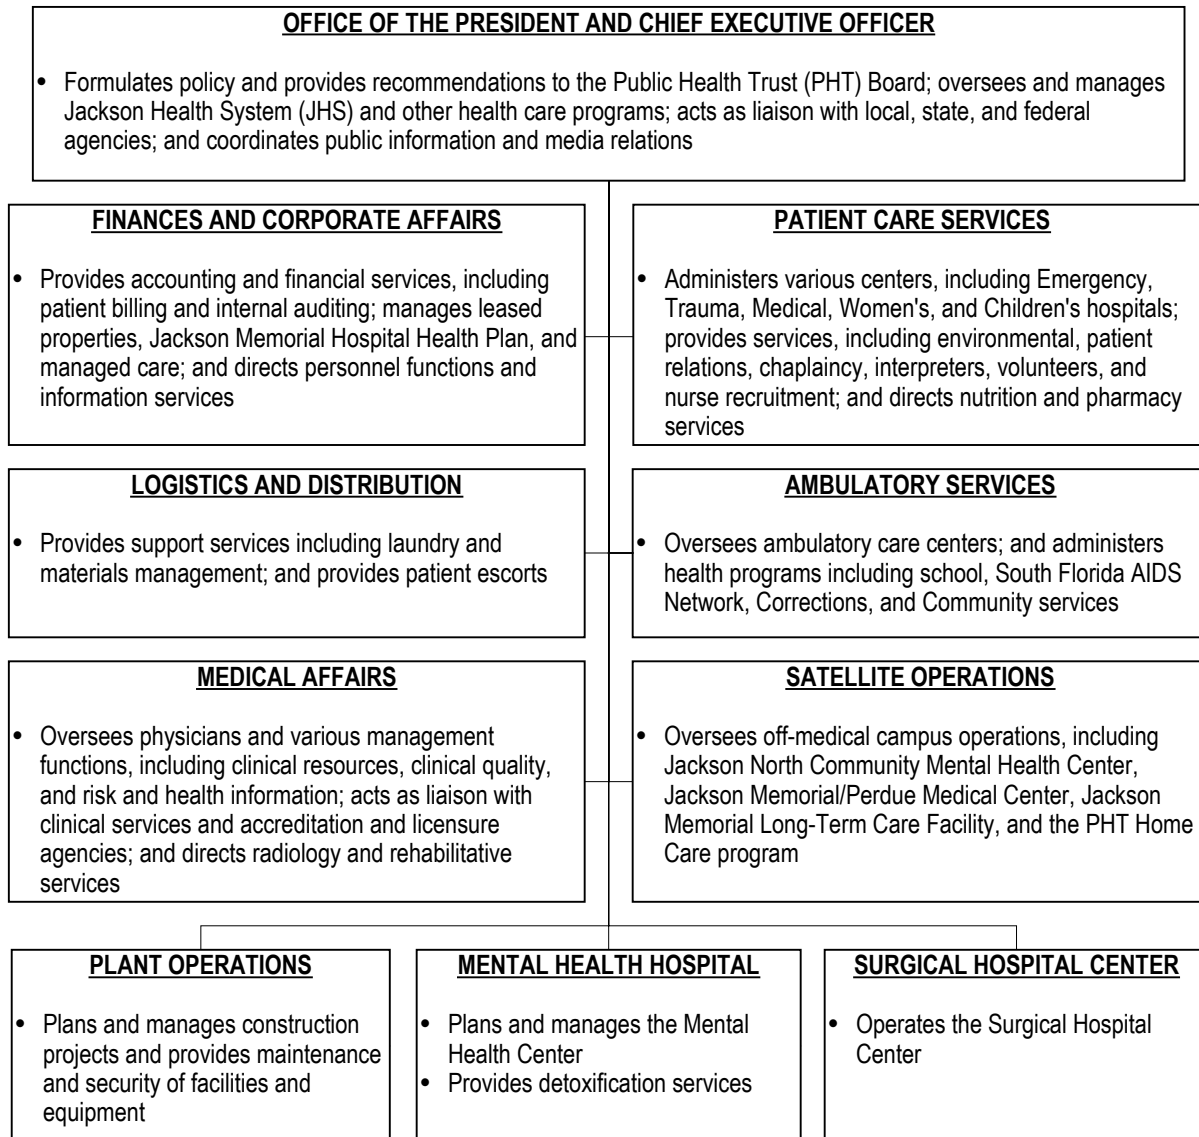 OFFICE OF THE PRESIDENT AND CHIEF EXECUTIVE OFFICER
• Formulates policy and provides recommendations to the Public Health Trust (PHT) Board; oversees and manages
Jackson Health System (JHS) and other health care programs; acts as liaison with local, state, and federal
agencies; and coordinates public information and media relations
FINANCES AND CORPORATE AFFAIRS
• Provides accounting and financial services, including
patient billing and internal auditing; manages leased
properties, Jackson Memorial Hospital Health Plan, and
managed care; and directs personnel functions and
information services
PATIENT CARE SERVICES
• Administers various centers, including Emergency,
Trauma, Medical, Women's, and Children's hospitals;
provides services, including environmental, patient
relations, chaplaincy, interpreters, volunteers, and
nurse recruitment; and directs nutrition and pharmacy
services
LOGISTICS AND DISTRIBUTION
• Provides support services including laundry and
materials management; and provides patient escorts
AMBULATORY SERVICES
• Oversees ambulatory care centers; and administers
health programs including school, South Florida AIDS
Network, Corrections, and Community services
MEDICAL AFFAIRS
• Oversees physicians and various management
functions, including clinical resources, clinical quality,
and risk and health information; acts as liaison with
clinical services and accreditation and licensure
agencies; and directs radiology and rehabilitative
services
SATELLITE OPERATIONS
• Oversees off-medical campus operations, including
Jackson North Community Mental Health Center,
Jackson Memorial/Perdue Medical Center, Jackson
Memorial Long-Term Care Facility, and the PHT Home
Care program
PLANT OPERATIONS
• Plans and manages construction
projects and provides maintenance
and security of facilities and
equipment
MENTAL HEALTH HOSPITAL
• Plans and manages the Mental
Health Center
• Provides detoxification services
SURGICAL HOSPITAL CENTER
• Operates the Surgical Hospital
Center